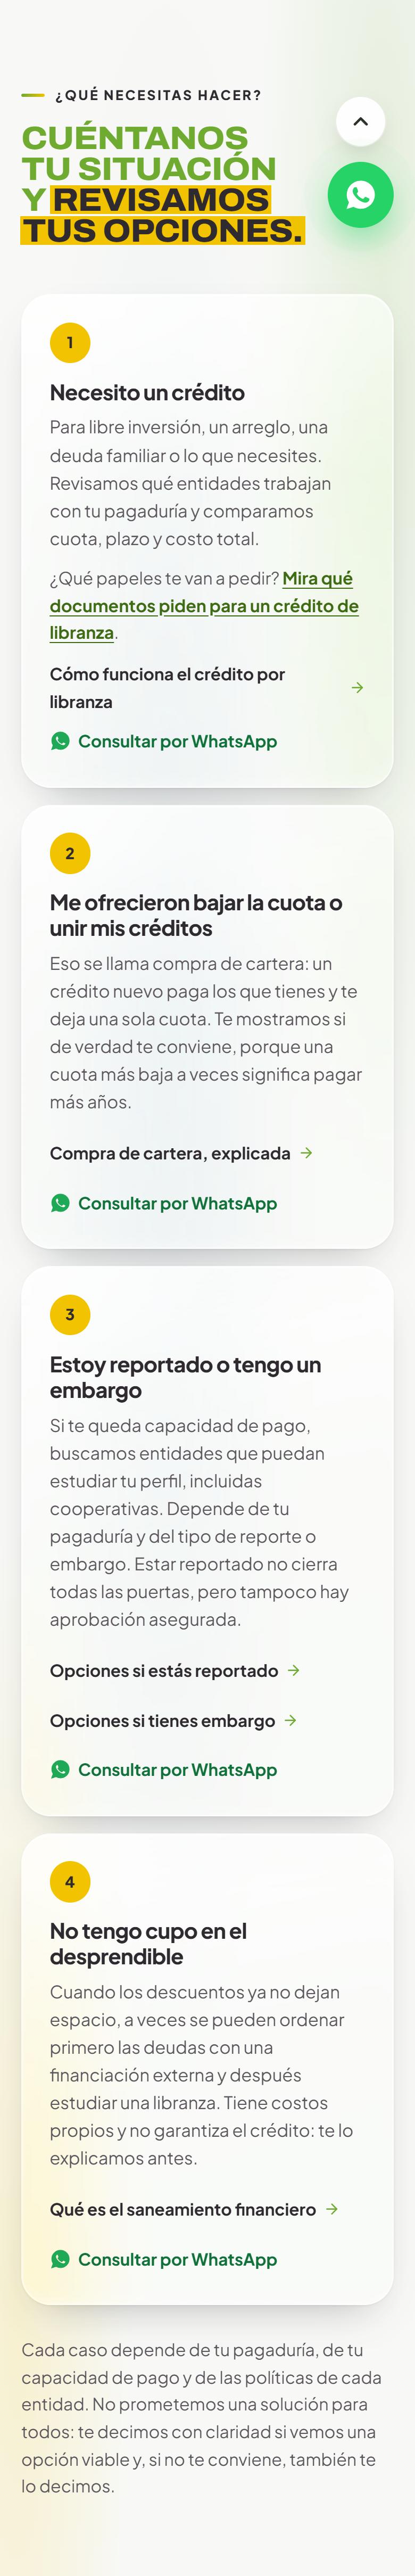 ¿QUÉ NECESITAS HACER?
CUÉNTANOS
TU SITUACIÓN
Y REVISAMOS
TUS OPCIONES.
1
Necesito un crédito
Para libre inversión, un arreglo, una
deuda familiar o lo que necesites.
Revisamos qué entidades trabajan
con tu pagaduría y comparamos
cuota, plazo y costo total.
¿Qué papeles te van a pedir? Mira qué
documentos piden para un crédito de
libranza.
Cómo funciona el crédito por
libranza
Consultar por WhatsApp
2
Me ofrecieron bajar la cuota o
unir mis créditos
Eso se llama compra de cartera: un
crédito nuevo paga los que tienes y te
deja una sola cuota. Te mostramos si
de verdad te conviene, porque una
cuota más baja a veces significa pagar
más años.
Compra de cartera, explicada
Consultar por WhatsApp
3
Estoy reportado o tengo un
embargo
Si te queda capacidad de pago,
buscamos entidades que puedan
estudiar tu perfil, incluidas
cooperativas. Depende de tu
pagaduría y del tipo de reporte o
embargo. Estar reportado no cierra
todas las puertas, pero tampoco hay
aprobación asegurada.
Opciones si estás reportado
Opciones si tienes embargo
Consultar por WhatsApp
4
No tengo cupo en el
desprendible
Cuando los descuentos ya no dejan
espacio, a veces se pueden ordenar
primero las deudas con una
financiación externa y después
estudiar una libranza. Tiene costos
propios y no garantiza el crédito: te lo
explicamos antes.
Qué es el saneamiento financiero
Consultar por WhatsApp
Cada caso depende de tu pagaduría, de tu
capacidad de pago y de las políticas de cada
entidad. No prometemos una solución para
todos: te decimos con claridad si vemos una
opción viable y, si no te conviene, también te
lo decimos.